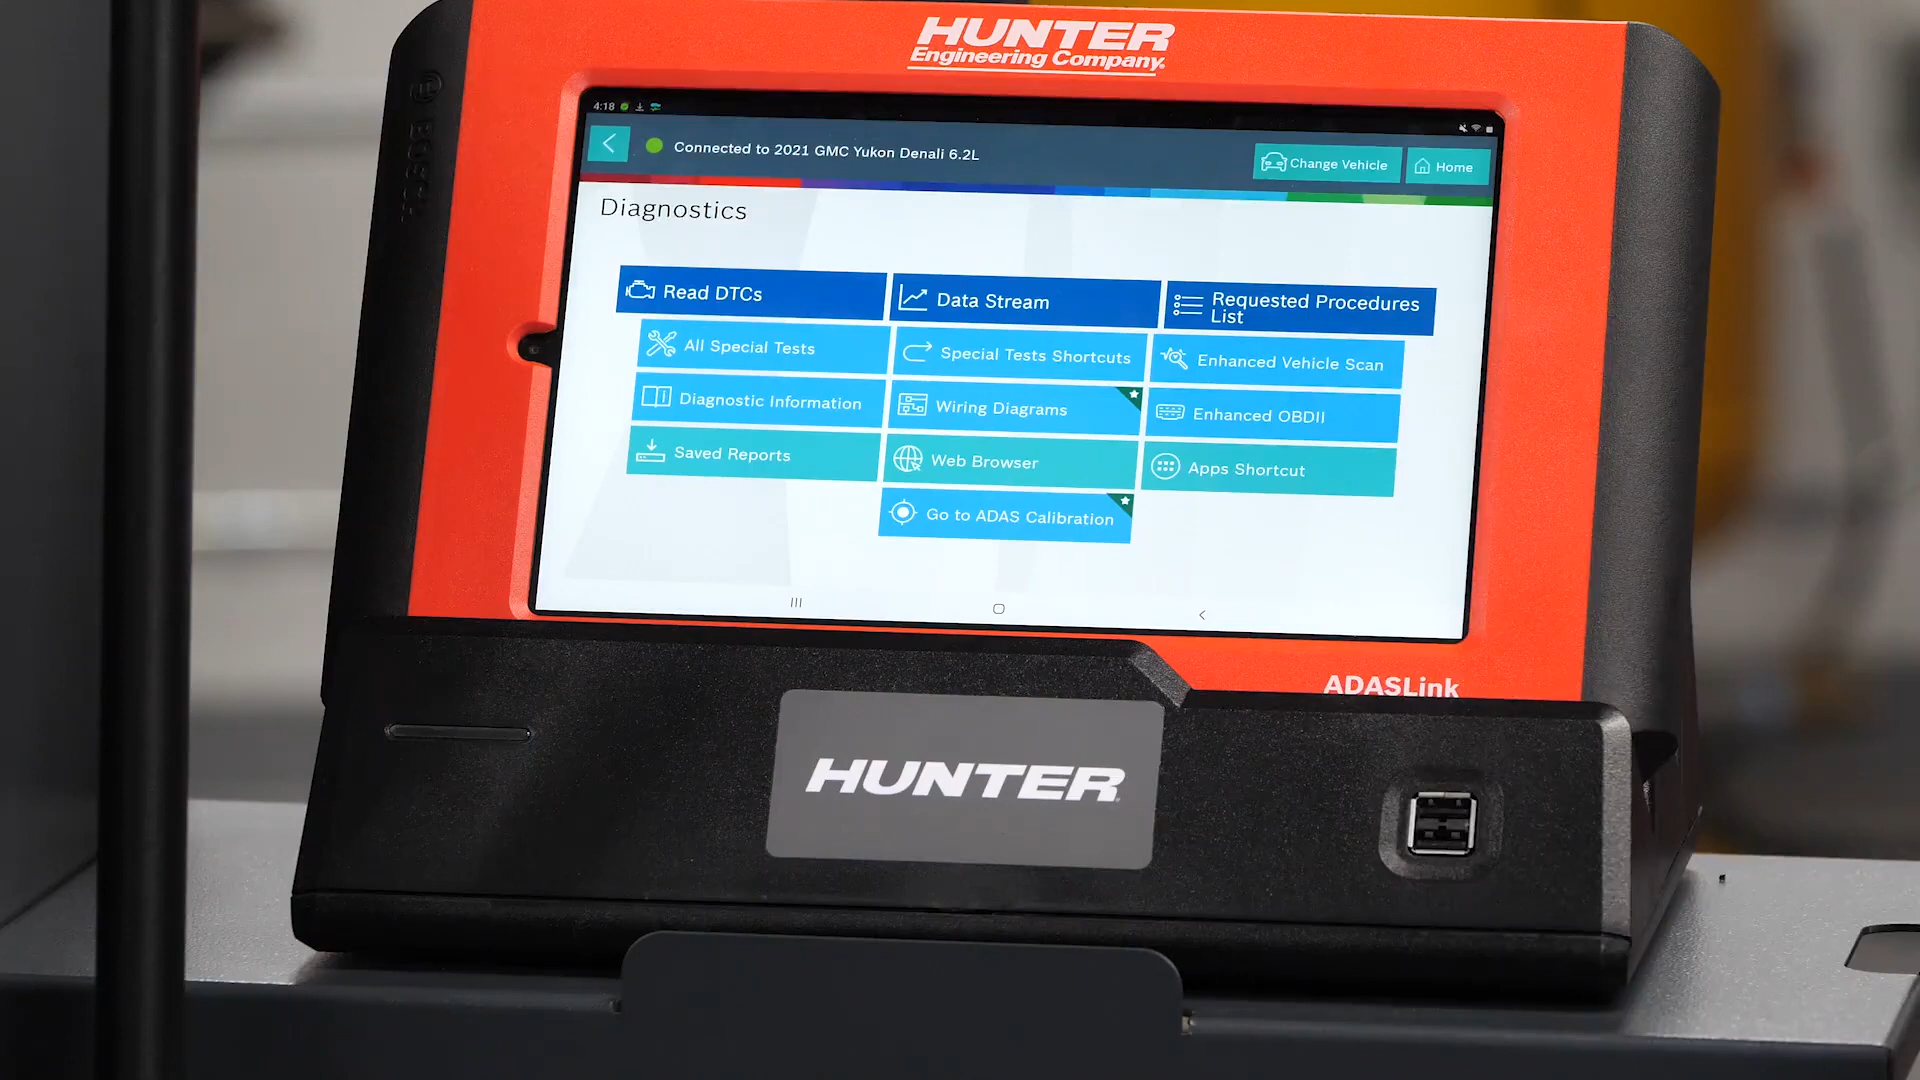 HUNTER
Engineering Company
BOSCH
4:18
Connected to 2021 GMC Yukon Denali 6.2L
Change Vehicle
Home
Diagnostics
Read DTCs
Data Stream
Requested Procedures
List
All Special Tests
Special Tests Shortcuts
Enhanced Vehicle Scan
Diagnostic Information
Wiring Diagrams
Enhanced OBDII
Saved Reports
Web Browser
Apps Shortcut
Go to ADAS Calibration
ADASLink
HUNTER